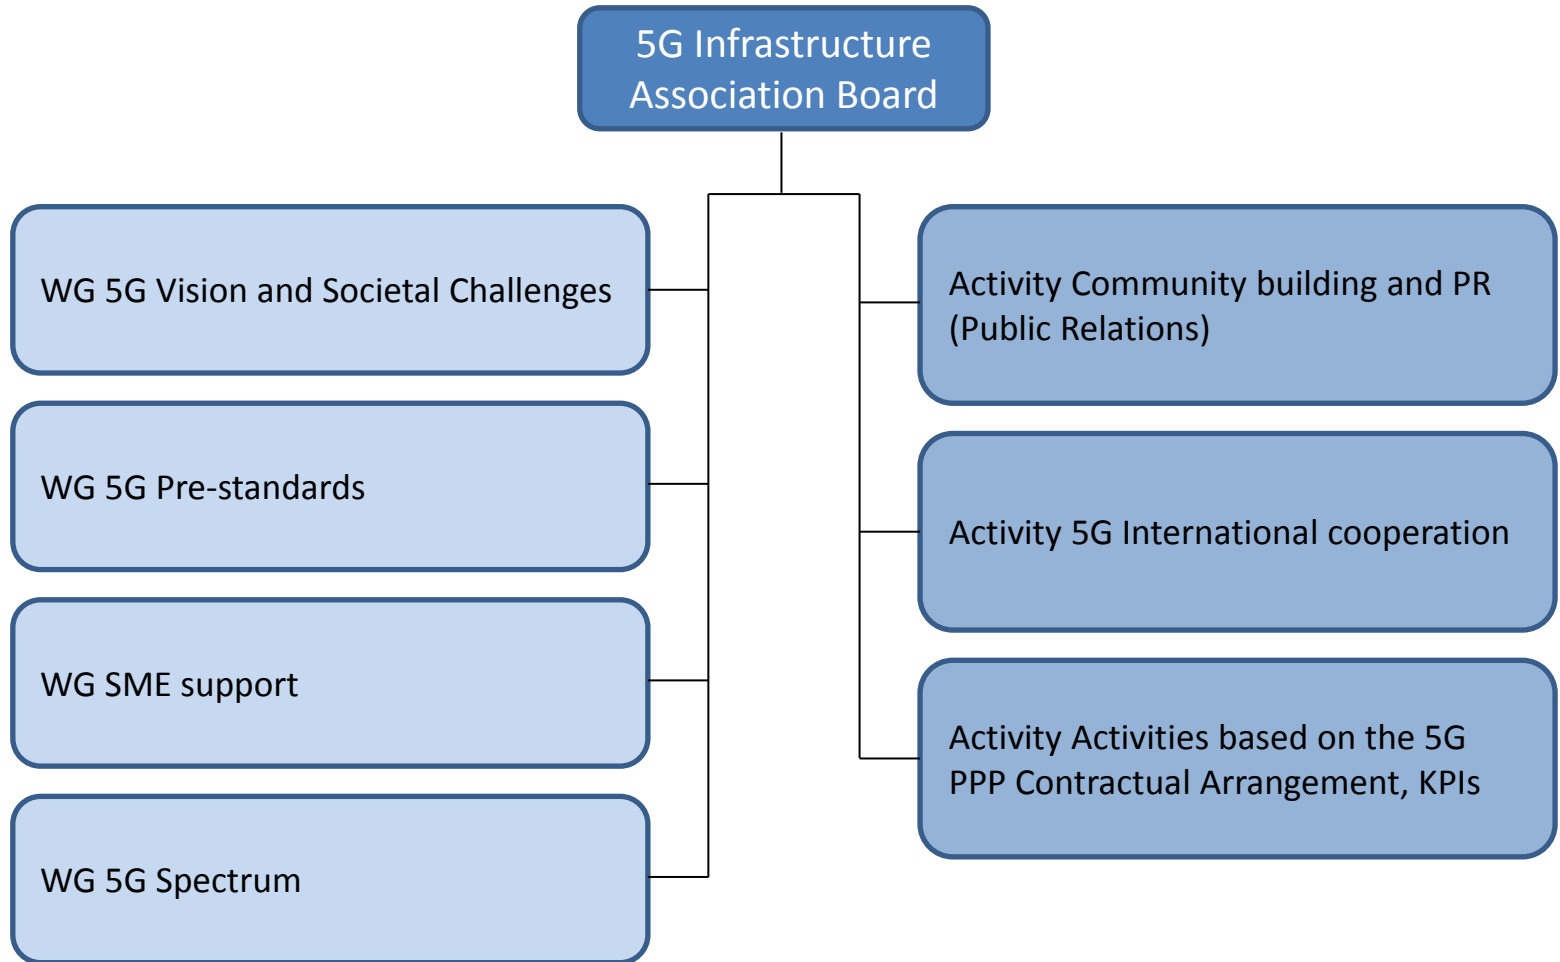 5G Infrastructure
Association Board
WG 5G Vision and Societal Challenges
WG 5G Pre-standards
WG SME support
WG 5G Spectrum
Activity Community building and PR
(Public Relations)
Activity 5G International cooperation
Activity Activities based on the 5G
PPP Contractual Arrangement, KPIs